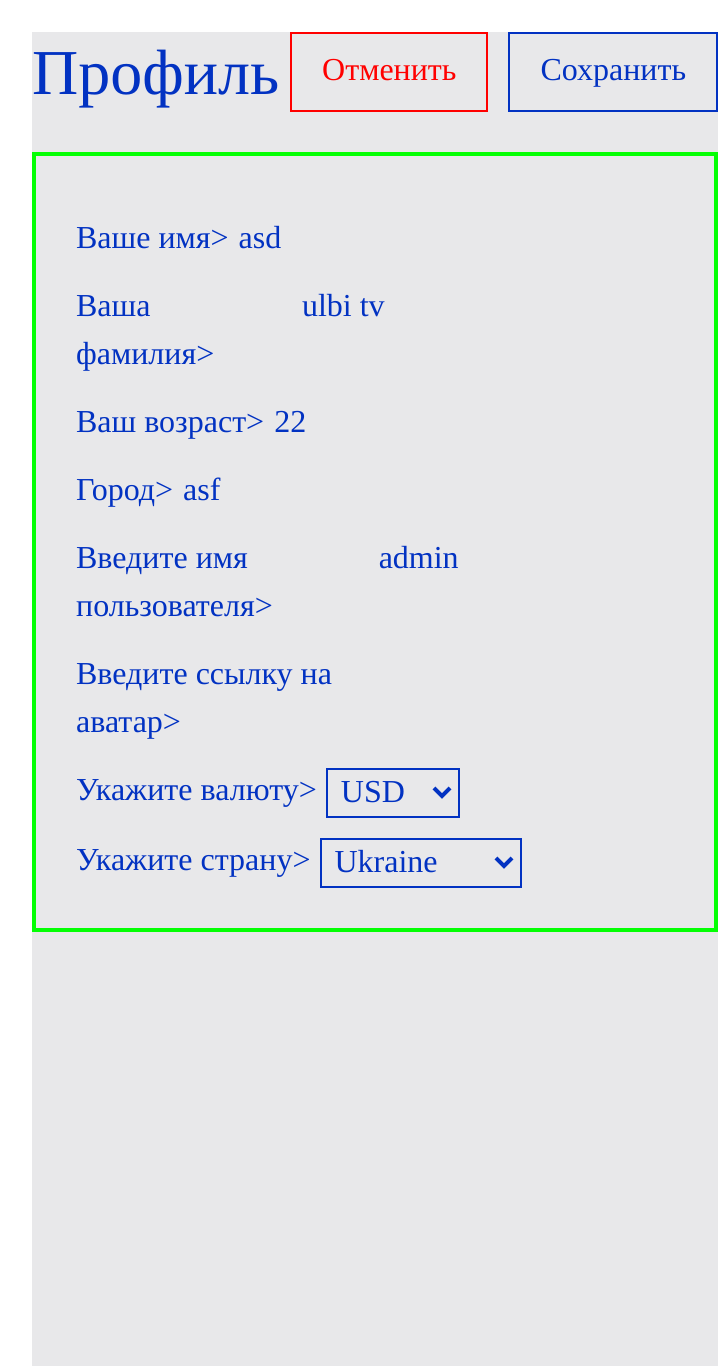 Профиль Отменить Сохранить
Ваше имя> asd
Ваша ulbi tv
фамилия>
Ваш возраст> 22
Город> asf
Введите имя admin
пользователя>
Введите ссылку на
аватар>
Укажите валюту> USD
Укажите страну> Ukraine